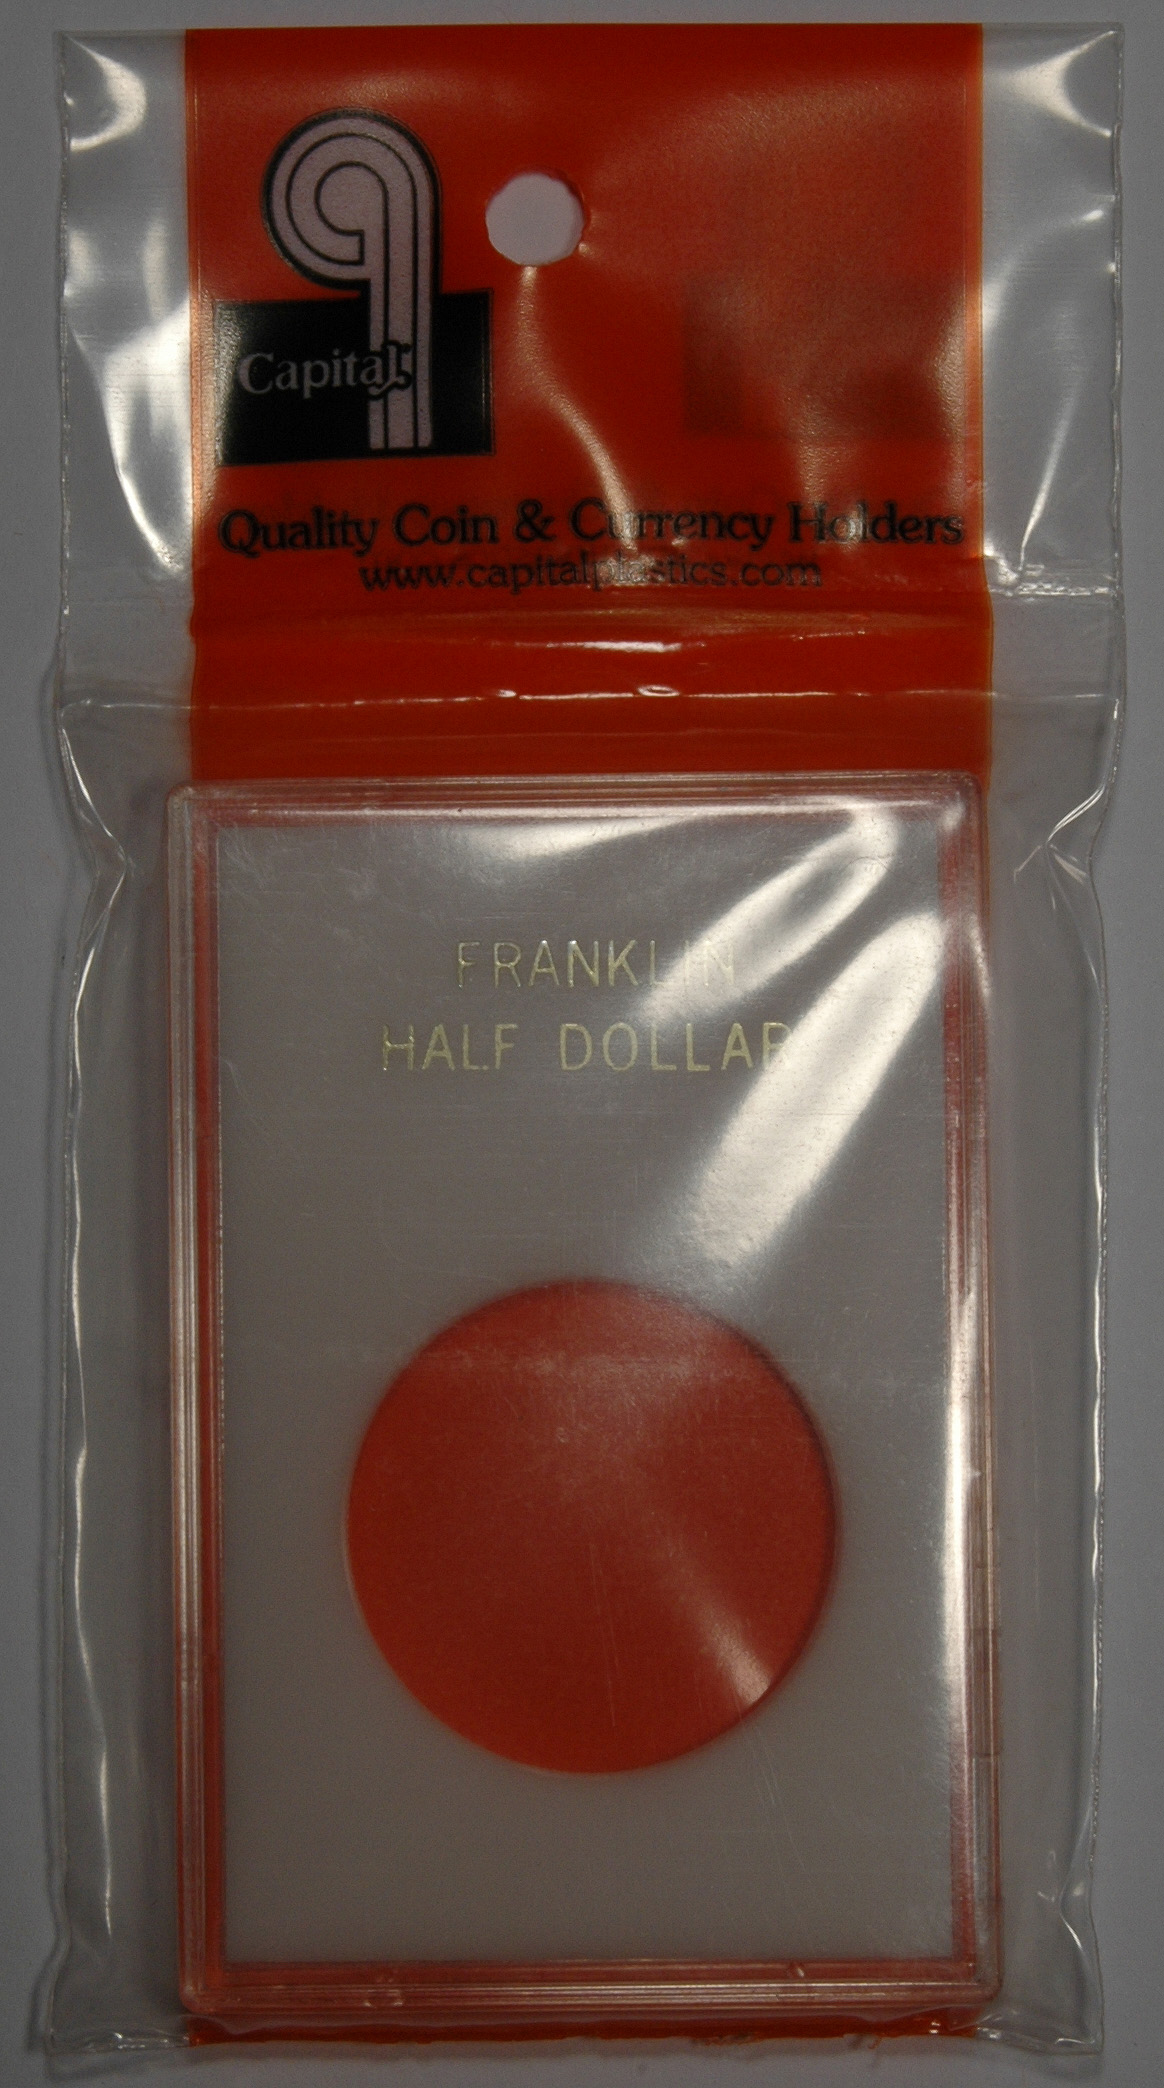 Capital
Quality Coin & Currency Holders
www.capitalplastics.com
FRANKLIN
HALF DOLLAR